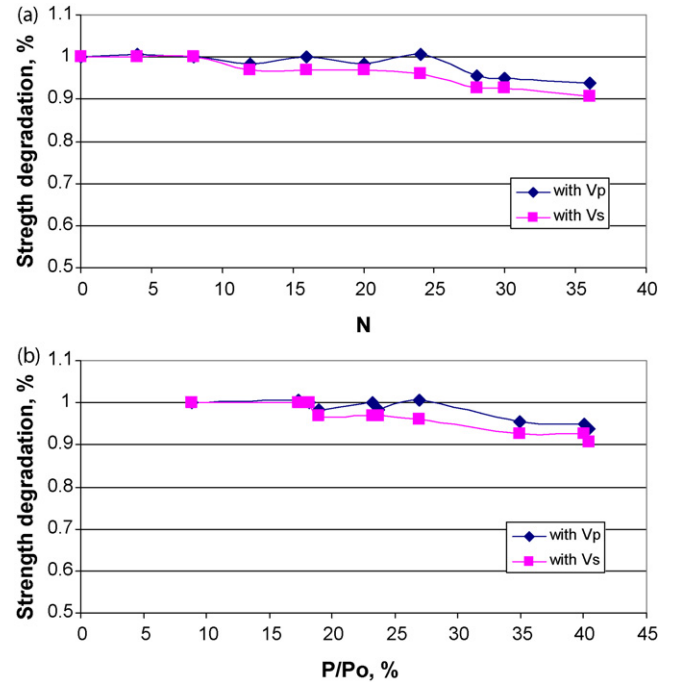 (a)
Stregth degradation, %
1.1
1
0.9
0.8
0.7
0.6
0.5
with Vp
with Vs
0 5 10 15 20 25 30 35 40
N
(b)
Strength degradation, %
1.1
1
0.9
0.8
0.7
0.6
0.5
with Vp
with Vs
0 5 10 15 20 25 30 35 40 45
P/Po, %